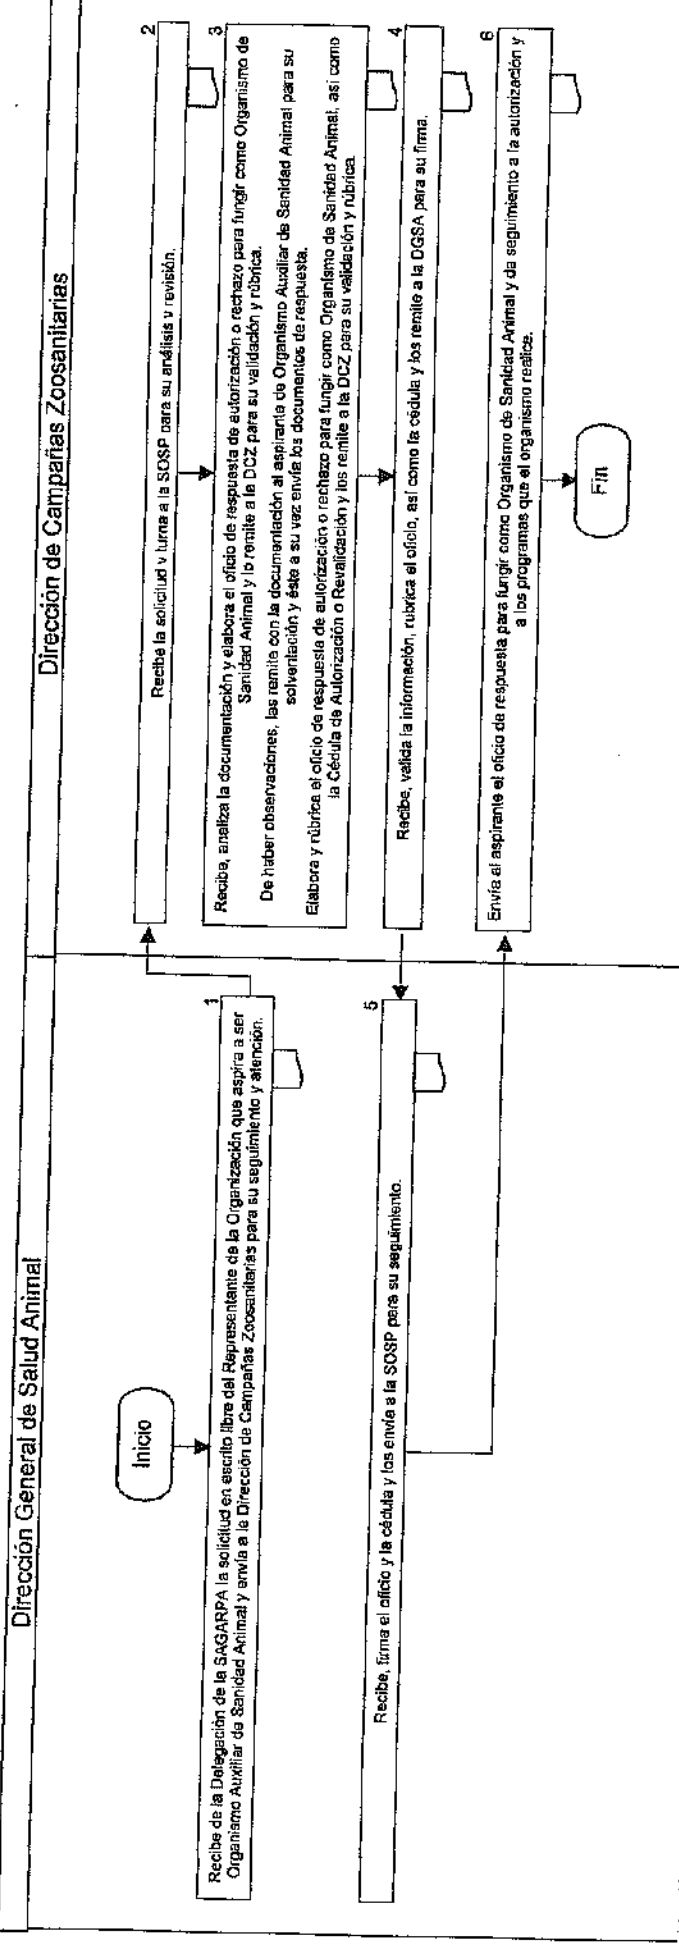 Dirección General de Salud Animal
Dirección de Campañas Zoosanitarias
Inicio
1
Recibe de la Delegación de la SAGARPA la solicitud en escrito libre del Representante de la Organización que aspira a ser
Organismo Auxiliar de Sanidad Animal y envía a la Dirección de Campañas Zoosanitarias para su seguimiento y atención.
2
Recibe la solicitud y turna a la SOSP para su análisis y revisión.
3
Recibe, analiza la documentación y elabora el oficio de respuesta de autorización o rechazo para fungir como Organismo de
Sanidad Animal y lo remite a la DCZ para su validación y rúbrica.
De haber observaciones, las remite con la documentación al aspirante de Organismo Auxiliar de Sanidad Animal para su
solventación y éste a su vez envíe los documentos de respuesta.
Elabora y rúbrica el oficio de respuesta de autorización o rechazo para fungir como Organismo de Sanidad Animal, así como
la Cédula de Autorización o Revalidación y los remite a la DCZ para su validación y rúbrica.
4
Recibe, valida la información, rubrica el oficio, así como la cédula y los remite a la DGSA para su firma.
5
Recibe, firma el oficio y la cédula y los envía a la SOSP para su seguimiento.
6
Envía al aspirante el oficio de respuesta para fungir como Organismo de Sanidad Animal y da seguimiento a la autorización y
a los programas que el organismo realice.
Fin